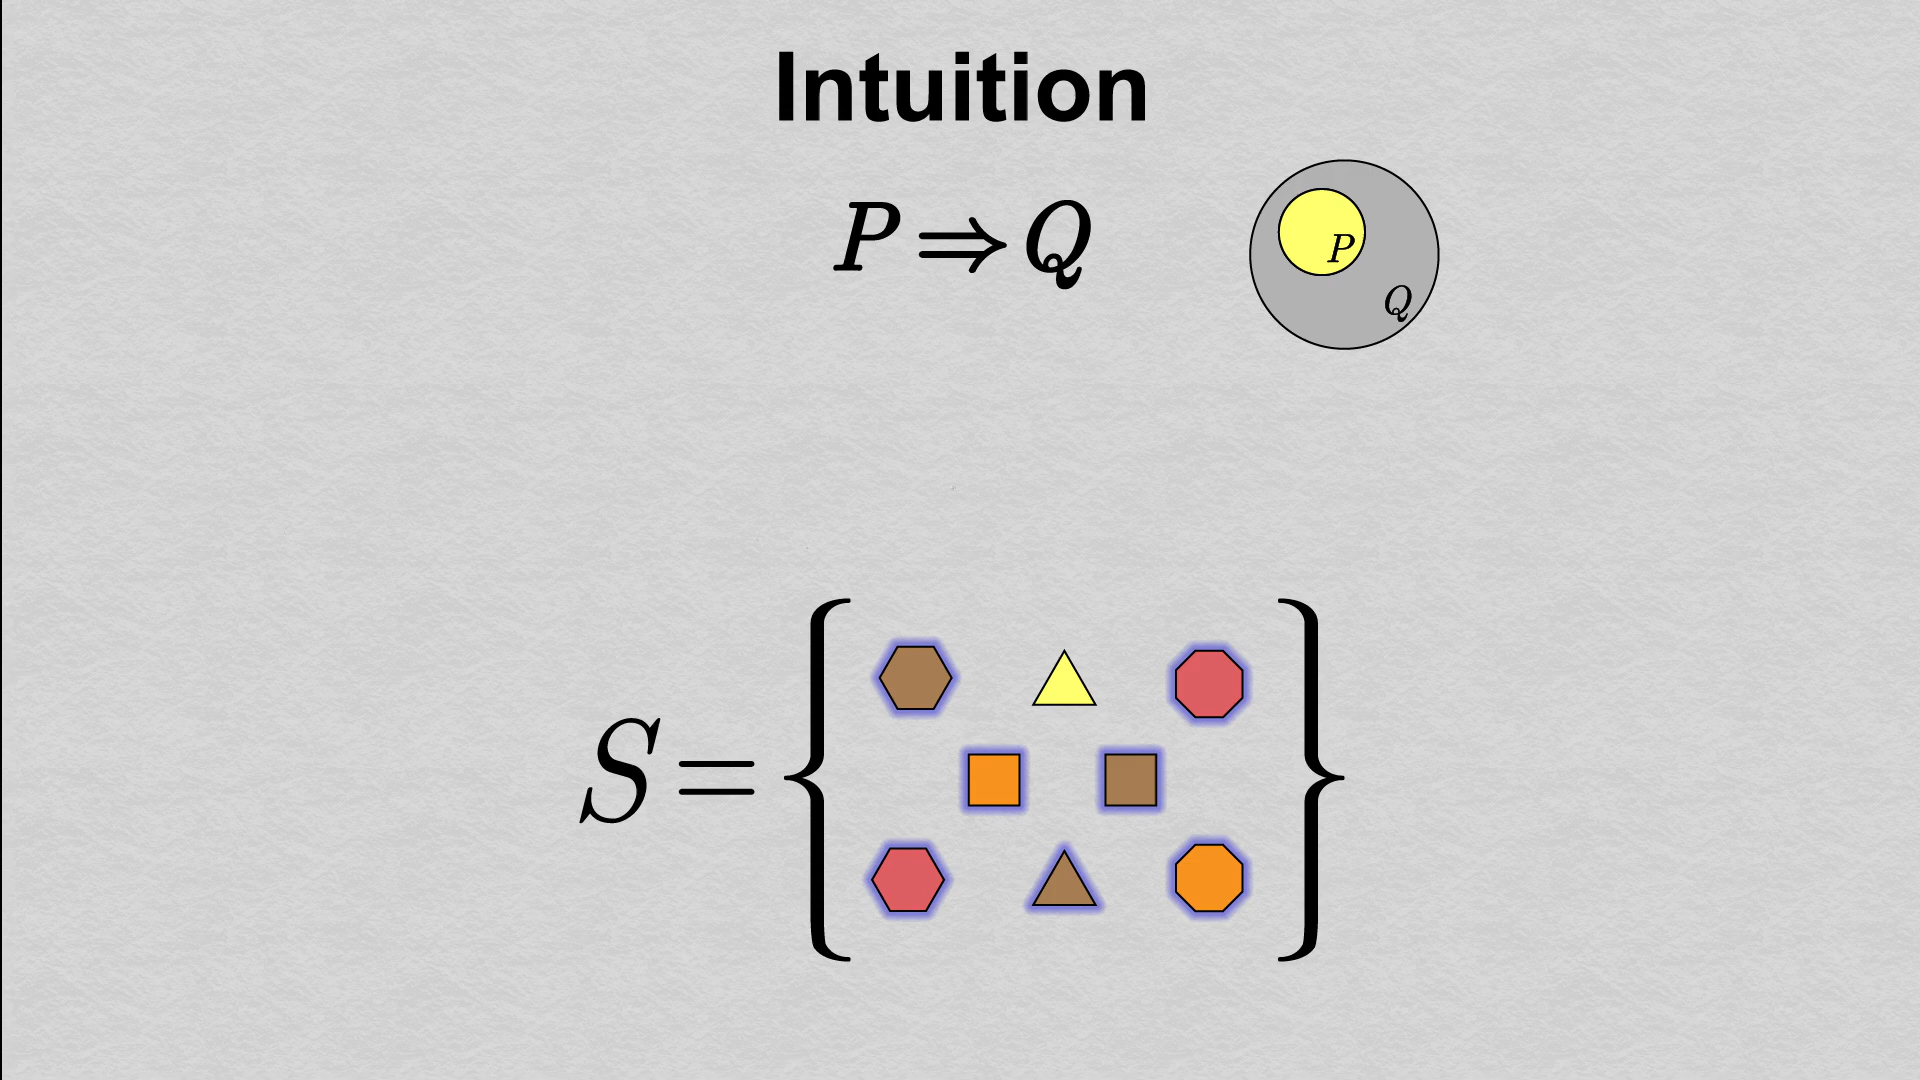 Intuition
P ⇒ Q
P
Q
S = { }